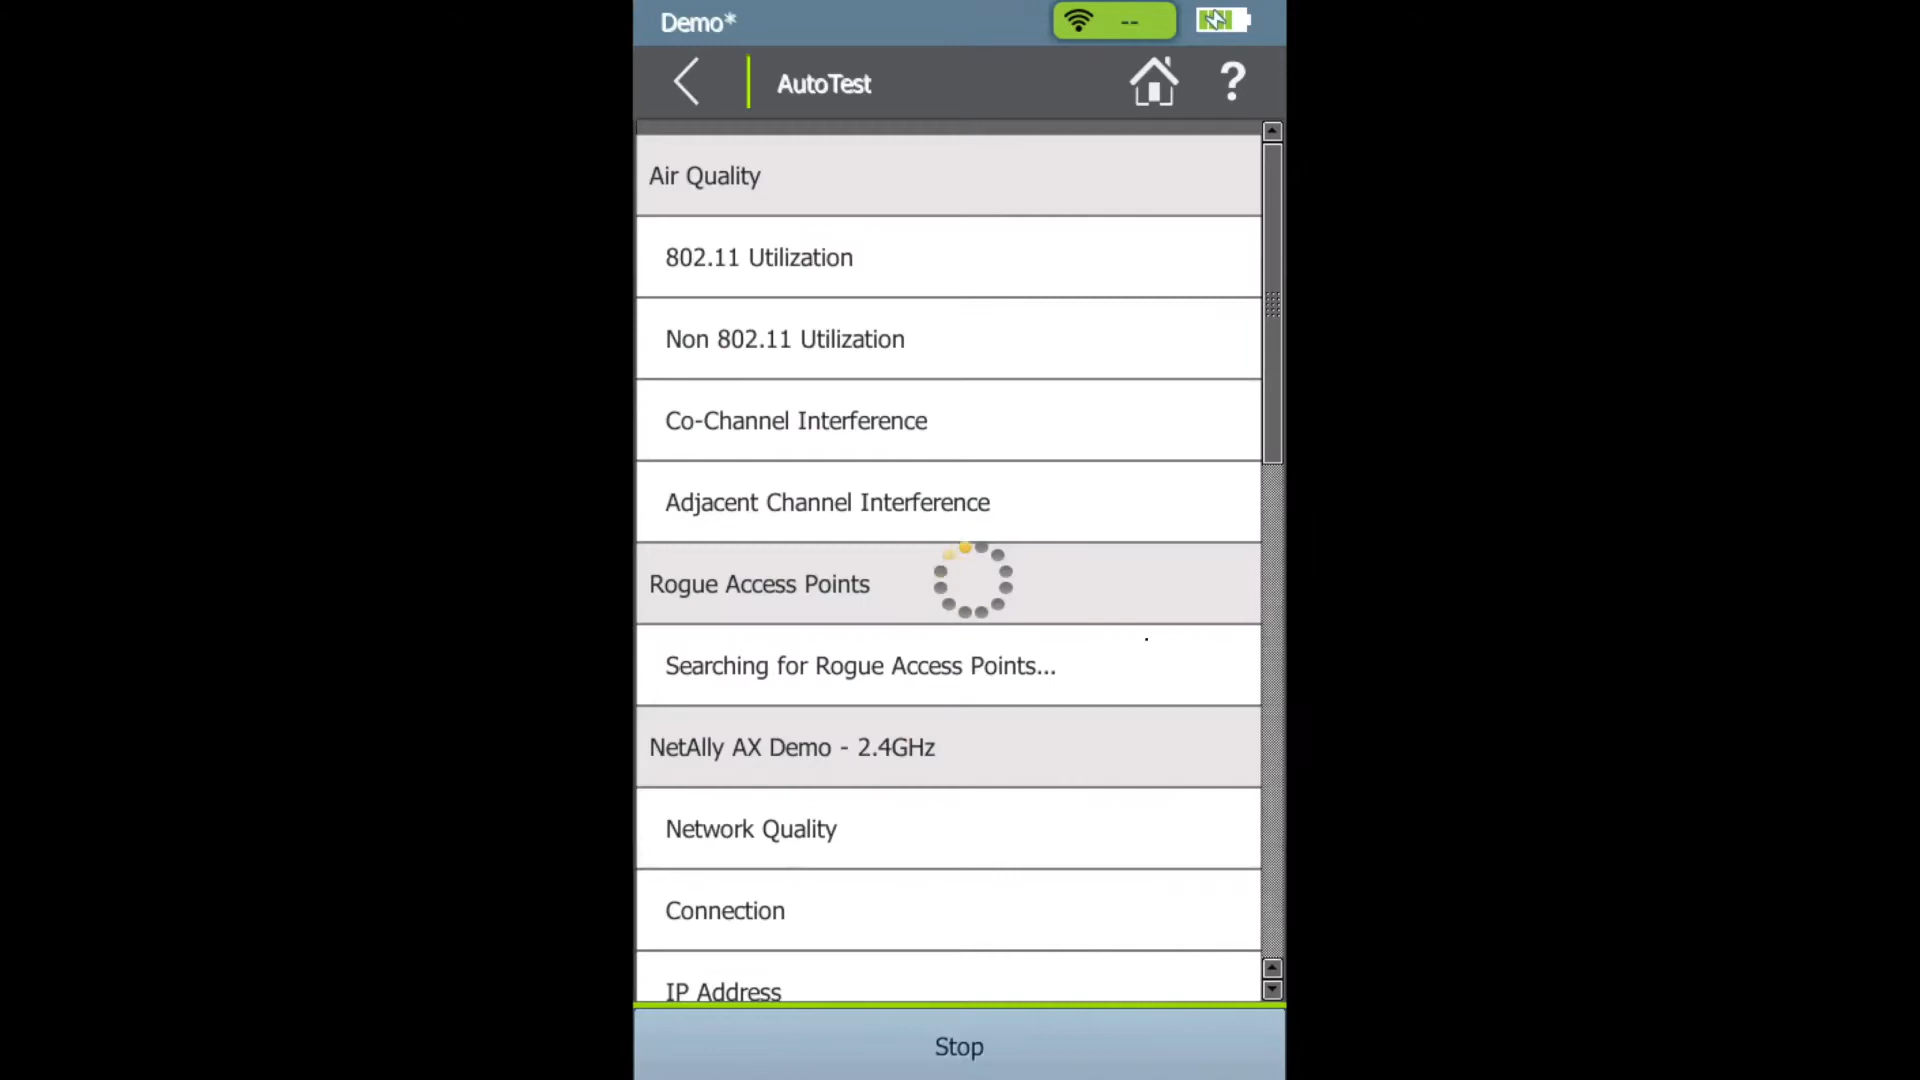 Demo*
--
AutoTest
?
Air Quality
802.11 Utilization
Non 802.11 Utilization
Co-Channel Interference
Adjacent Channel Interference
Rogue Access Points
Searching for Rogue Access Points...
NetAlly AX Demo - 2.4GHz
Network Quality
Connection
IP Address
Stop